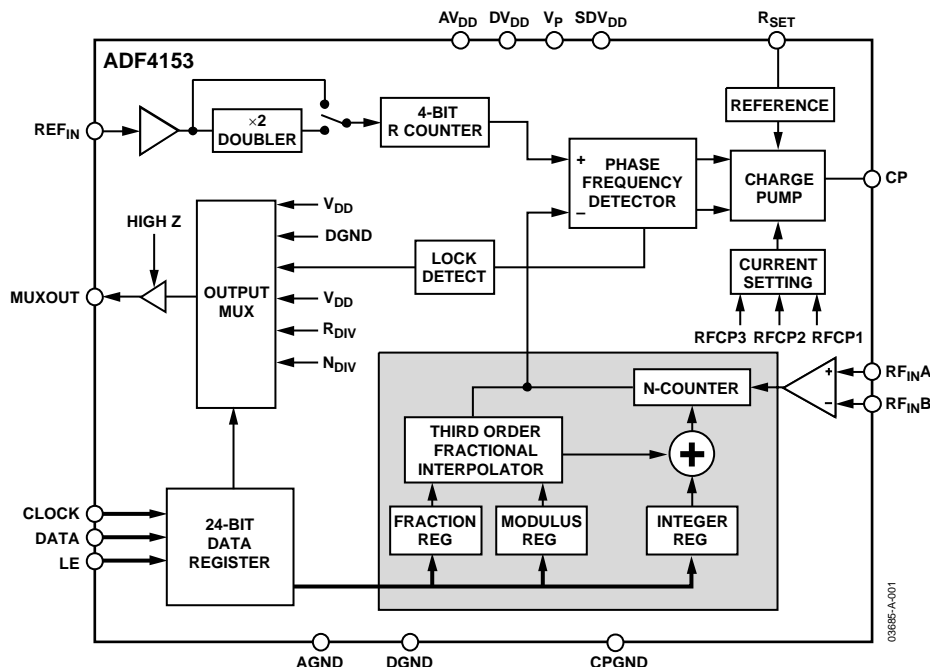 AVDD DVDD VP SDVDD RSET
ADF4153
REFIN
×2
DOUBLER
4-BIT
R COUNTER
REFERENCE
+
−
PHASE
FREQUENCY
DETECTOR
CHARGE
PUMP
CP
HIGH Z
VDD
DGND
LOCK
DETECT
CURRENT
SETTING
MUXOUT
OUTPUT
MUX
VDD
RDIV
NDIV
RFCP3 RFCP2 RFCP1
N-COUNTER
+
−
RFINA
RFINB
THIRD ORDER
FRACTIONAL
INTERPOLATOR
+
CLOCK
DATA
LE
24-BIT
DATA
REGISTER
FRACTION
REG
MODULUS
REG
INTEGER
REG
AGND DGND CPGND
03685-A-001